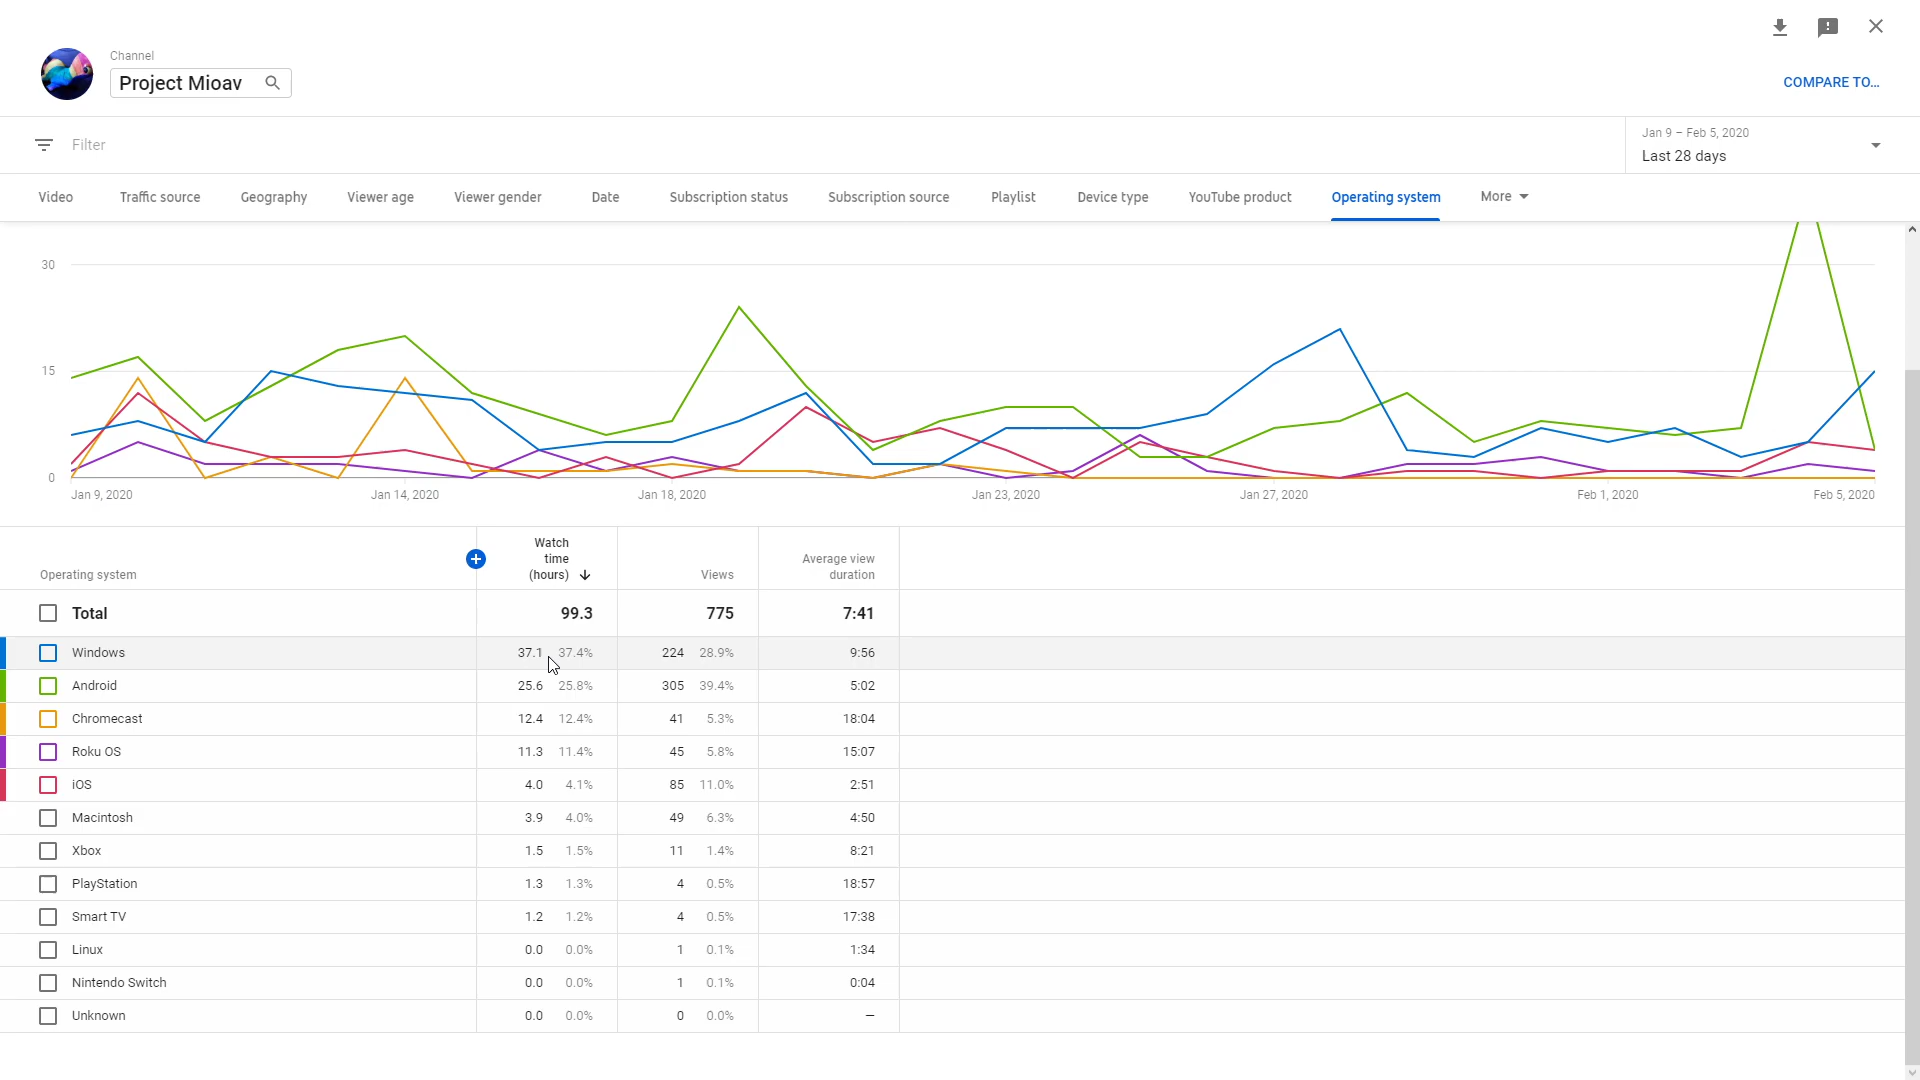 Channel
Project Mioav
COMPARE TO...
Filter
Jan 9 – Feb 5, 2020
Last 28 days
Video Traffic source Geography Viewer age Viewer gender Date Subscription status Subscription source Playlist Device type YouTube product Operating system More
30
15
0
Jan 9, 2020 Jan 14, 2020 Jan 18, 2020 Jan 23, 2020 Jan 27, 2020 Feb 1, 2020 Feb 5, 2020
Operating system
Watch
time
(hours)
Views
Average view
duration
Total 99.3 775 7:41
Windows 37.1 37.4% 224 28.9% 9:56
Android 25.6 25.8% 305 39.4% 5:02
Chromecast 12.4 12.4% 41 5.3% 18:04
Roku OS 11.3 11.4% 45 5.8% 15:07
iOS 4.0 4.1% 85 11.0% 2:51
Macintosh 3.9 4.0% 49 6.3% 4:50
Xbox 1.5 1.5% 11 1.4% 8:21
PlayStation 1.3 1.3% 4 0.5% 18:57
Smart TV 1.2 1.2% 4 0.5% 17:38
Linux 0.0 0.0% 1 0.1% 1:34
Nintendo Switch 0.0 0.0% 1 0.1% 0:04
Unknown 0.0 0.0% 0 0.0% —